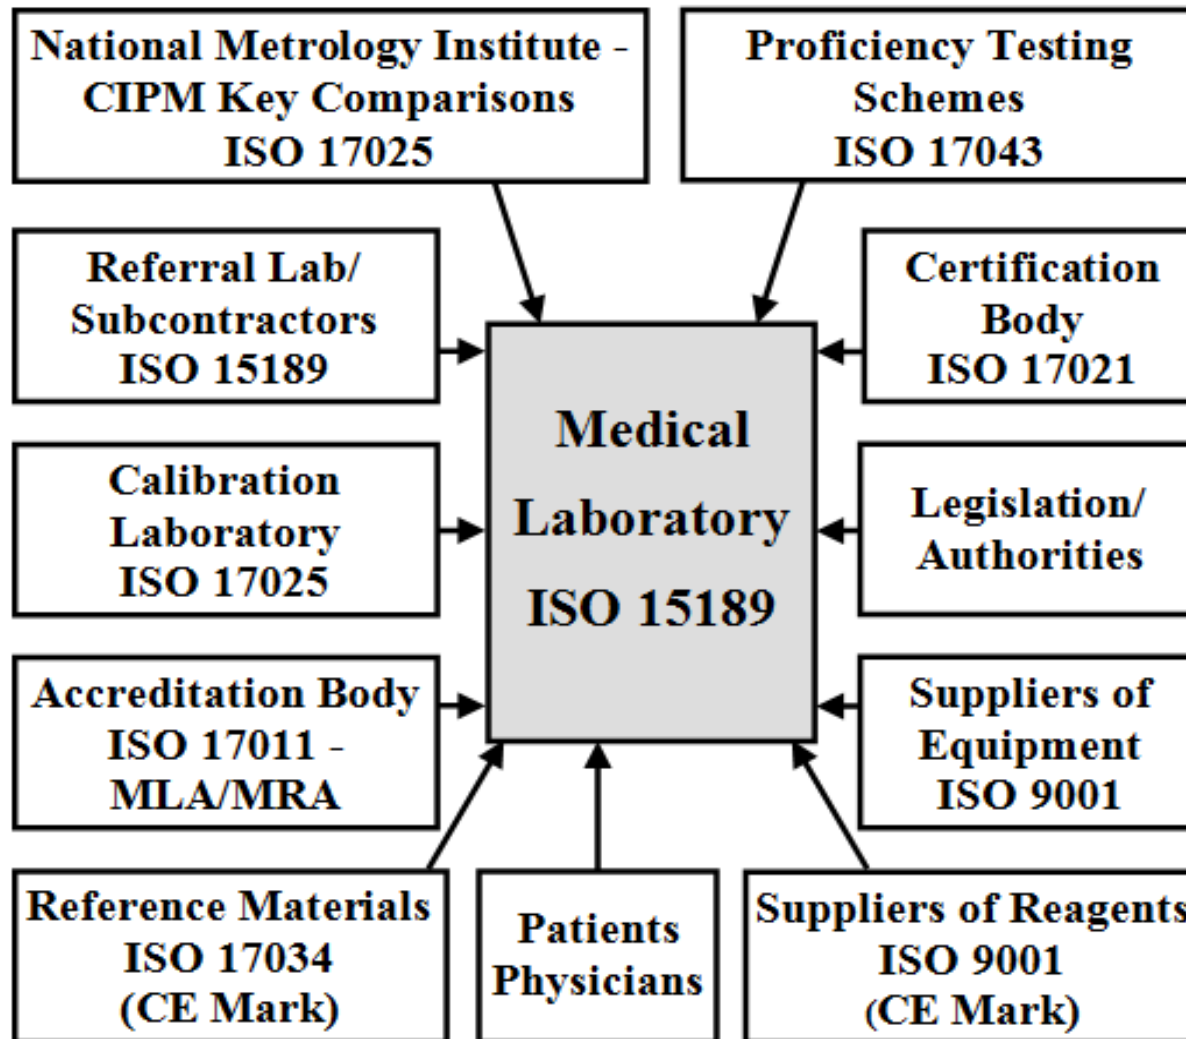 National Metrology Institute -
CIPM Key Comparisons
ISO 17025
Proficiency Testing
Schemes
ISO 17043
Referral Lab/
Subcontractors
ISO 15189
Certification
Body
ISO 17021
Medical
Laboratory
ISO 15189
Calibration
Laboratory
ISO 17025
Legislation/
Authorities
Accreditation Body
ISO 17011 -
MLA/MRA
Suppliers of
Equipment
ISO 9001
Reference Materials
ISO 17034
(CE Mark)
Patients
Physicians
Suppliers of Reagents
ISO 9001
(CE Mark)